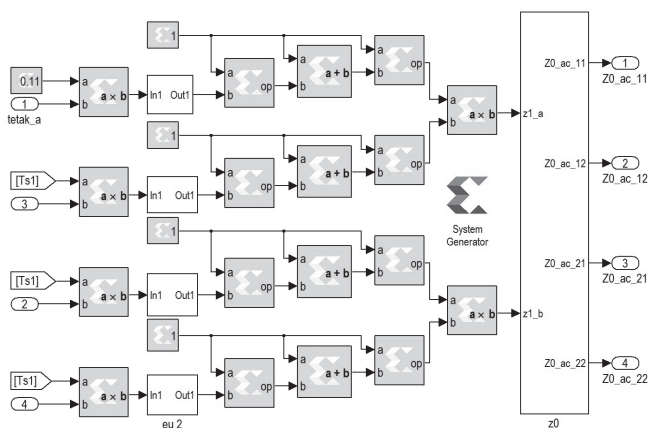 1
a
b
op
a
b
a + b
a
b
op
0.11
1
tetak_a
a
b
a × b
In1 Out1
a
b
a × b
1
a
b
op
a
b
a + b
a
b
op
[Ts1]
3
a
b
a × b
In1 Out1
System
Generator
1
a
b
op
a
b
a + b
a
b
op
[Ts1]
2
a
b
a × b
In1 Out1
a
b
a × b
1
a
b
op
a
b
a + b
a
b
op
[Ts1]
4
a
b
a × b
In1 Out1
eu 2
z1_a
z1_b
Z0_ac_11
1
Z0_ac_11
Z0_ac_12
2
Z0_ac_12
Z0_ac_21
3
Z0_ac_21
Z0_ac_22
4
Z0_ac_22
z0